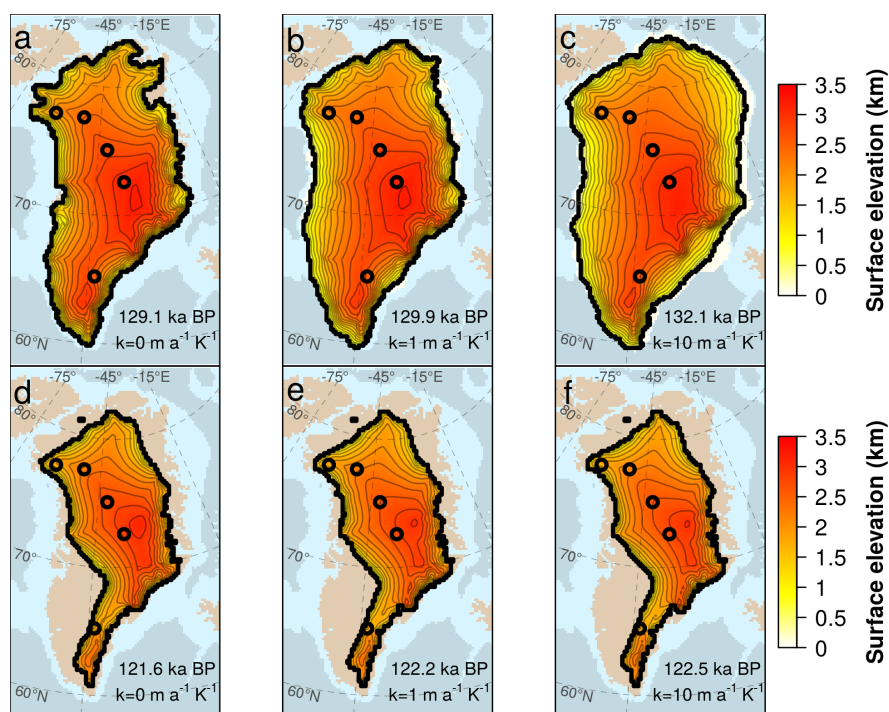 -75° -45° -15°E
-75° -45° -15°E
-75° -45° -15°E
a
b
c
80°
80°
80°
70°
70°
70°
60°N
60°N
60°N
129.1 ka BP
k=0 m a⁻¹ K⁻¹
129.9 ka BP
k=1 m a⁻¹ K⁻¹
132.1 ka BP
k=10 m a⁻¹ K⁻¹
3.5
3
2.5
2
1.5
1
0.5
0
Surface elevation (km)
-75° -45° -15°E
-75° -45° -15°E
-75° -45° -15°E
d
e
f
80°
80°
80°
70°
70°
70°
60°N
60°N
60°N
121.6 ka BP
k=0 m a⁻¹ K⁻¹
122.2 ka BP
k=1 m a⁻¹ K⁻¹
122.5 ka BP
k=10 m a⁻¹ K⁻¹
3.5
3
2.5
2
1.5
1
0.5
0
Surface elevation (km)